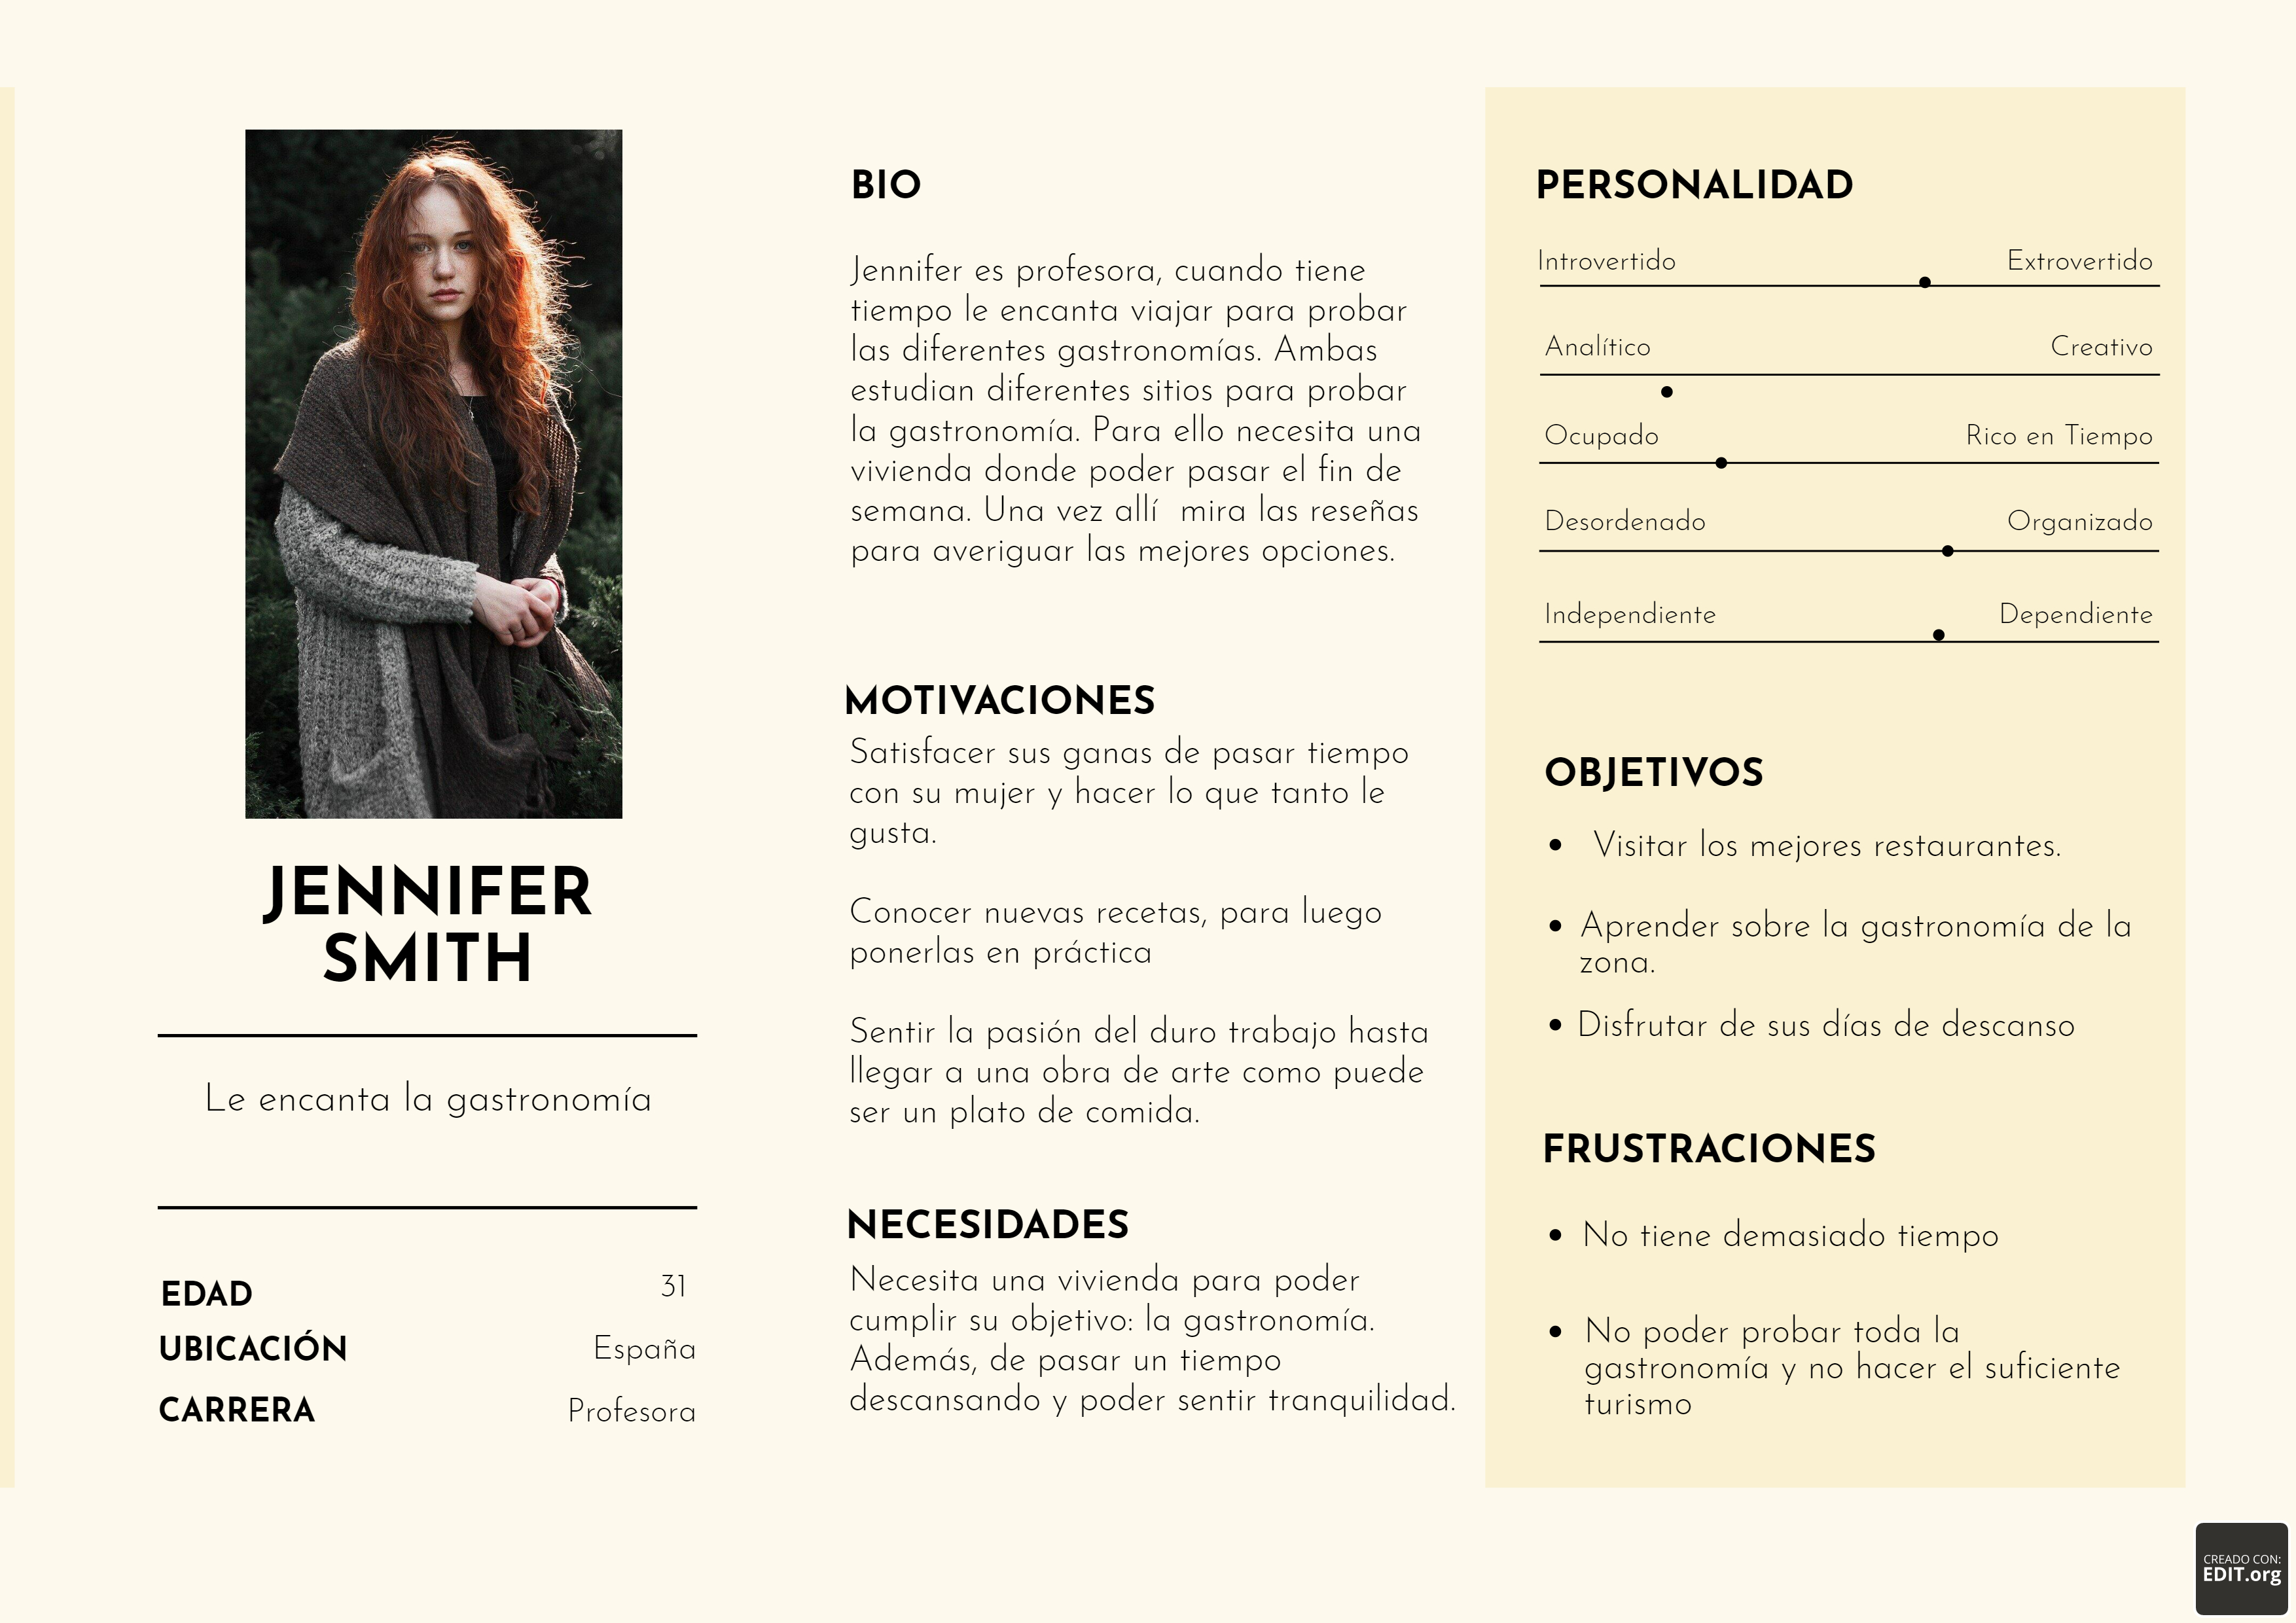 JENNIFER
SMITH
Le encanta la gastronomía
EDAD 31
UBICACIÓN España
CARRERA Profesora
BIO
Jennifer es profesora, cuando tiene
tiempo le encanta viajar para probar
las diferentes gastronomías. Ambas
estudian diferentes sitios para probar
la gastronomía. Para ello necesita una
vivienda donde poder pasar el fin de
semana. Una vez allí  mira las reseñas
para averiguar las mejores opciones.
MOTIVACIONES
Satisfacer sus ganas de pasar tiempo
con su mujer y hacer lo que tanto le
gusta.
Conocer nuevas recetas, para luego
ponerlas en práctica
Sentir la pasión del duro trabajo hasta
llegar a una obra de arte como puede
ser un plato de comida.
NECESIDADES
Necesita una vivienda para poder
cumplir su objetivo: la gastronomía.
Además, de pasar un tiempo
descansando y poder sentir tranquilidad.
PERSONALIDAD
Introvertido Extrovertido
Analítico Creativo
Ocupado Rico en Tiempo
Desordenado Organizado
Independiente Dependiente
OBJETIVOS
• Visitar los mejores restaurantes.
• Aprender sobre la gastronomía de la
zona.
• Disfrutar de sus días de descanso
FRUSTRACIONES
• No tiene demasiado tiempo
• No poder probar toda la
gastronomía y no hacer el suficiente
turismo
CREADO CON:
EDIT.org